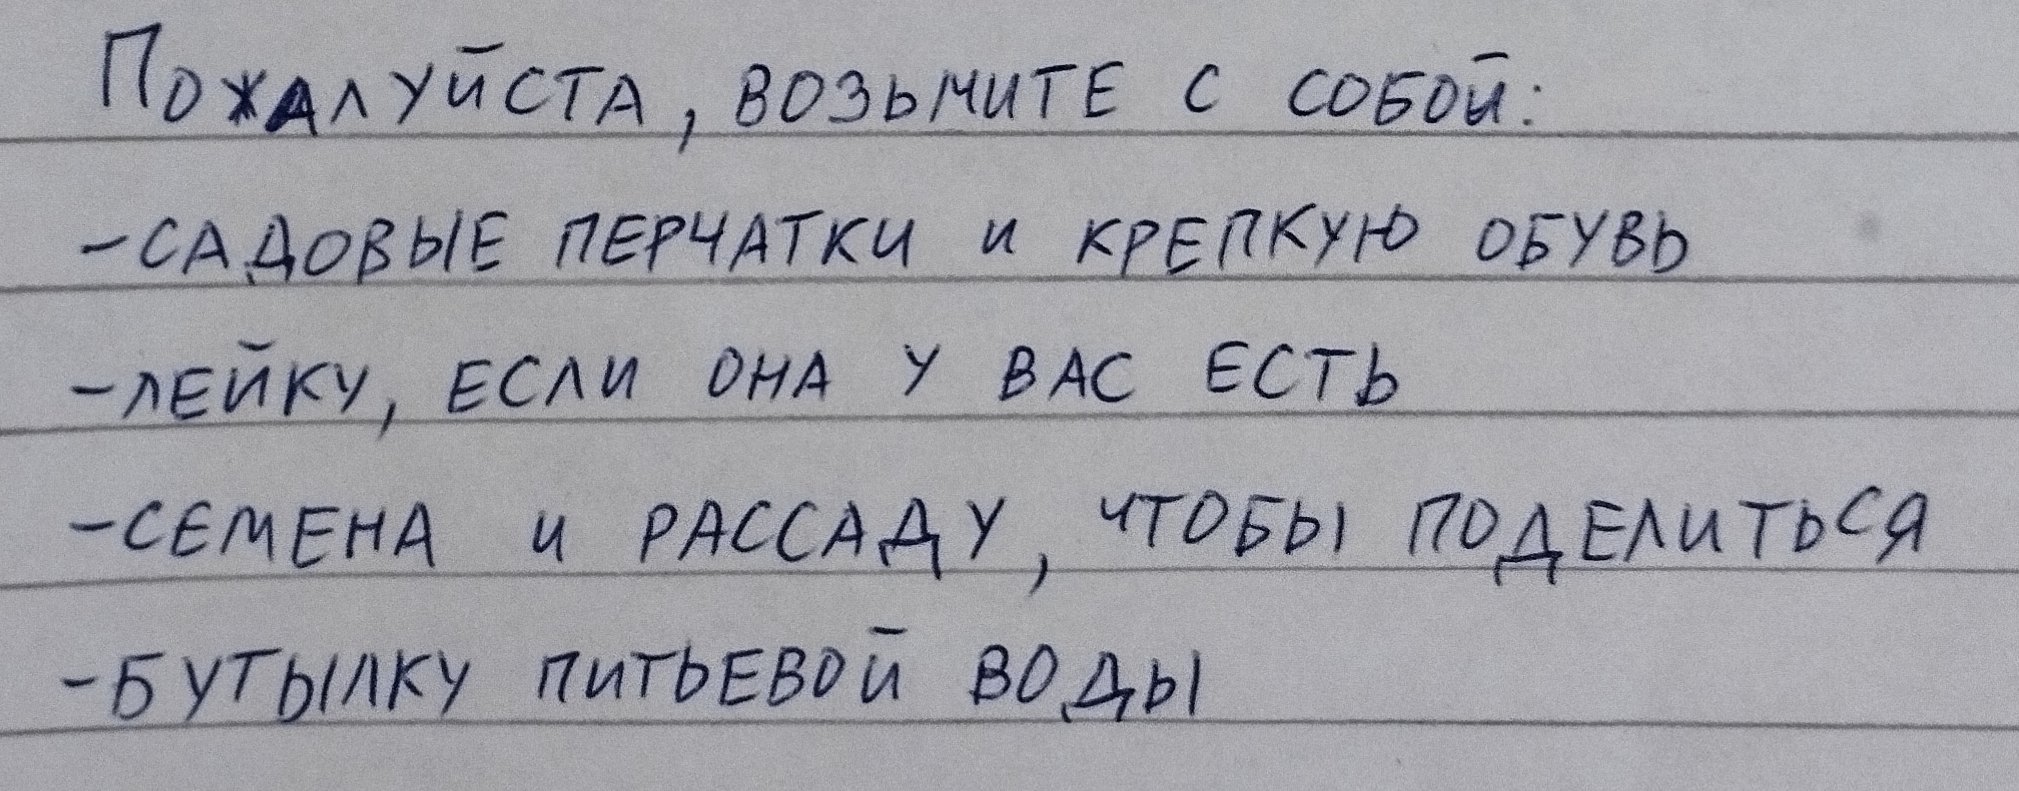 Пожалуйста, возьмите с собой:
-садовые перчатки и крепкую обувь
-лейку, если она у вас есть
-семена и рассаду, чтобы поделиться
-бутылку питьевой воды